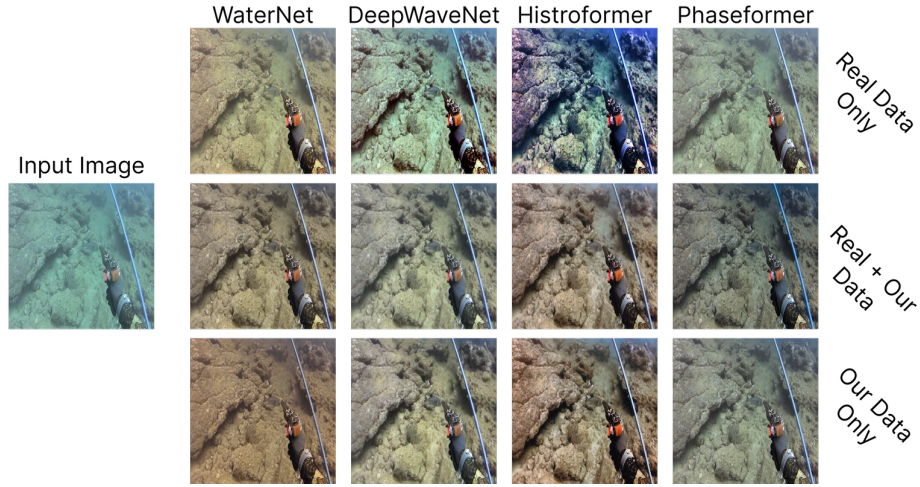 WaterNet
DeepWaveNet
Histroformer
Phaseformer
Real Data
Only
Input Image
Real + Our
Data
Our Data
Only